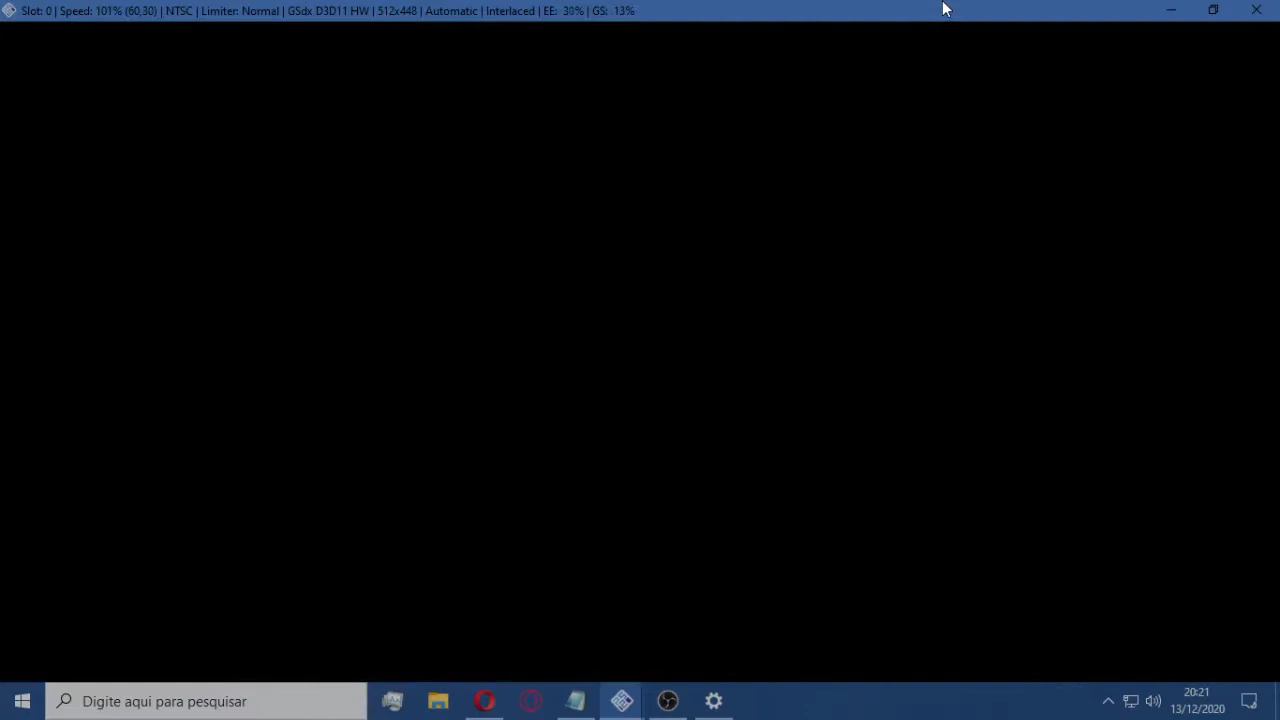 Slot: 0 | Speed: 101% (60,30) | NTSC | Limiter: Normal | GSdx D3D11 HW | 512x448 | Automatic | Interlaced | EE: 30% | GS: 13%
Digite aqui para pesquisar
20:21
13/12/2020